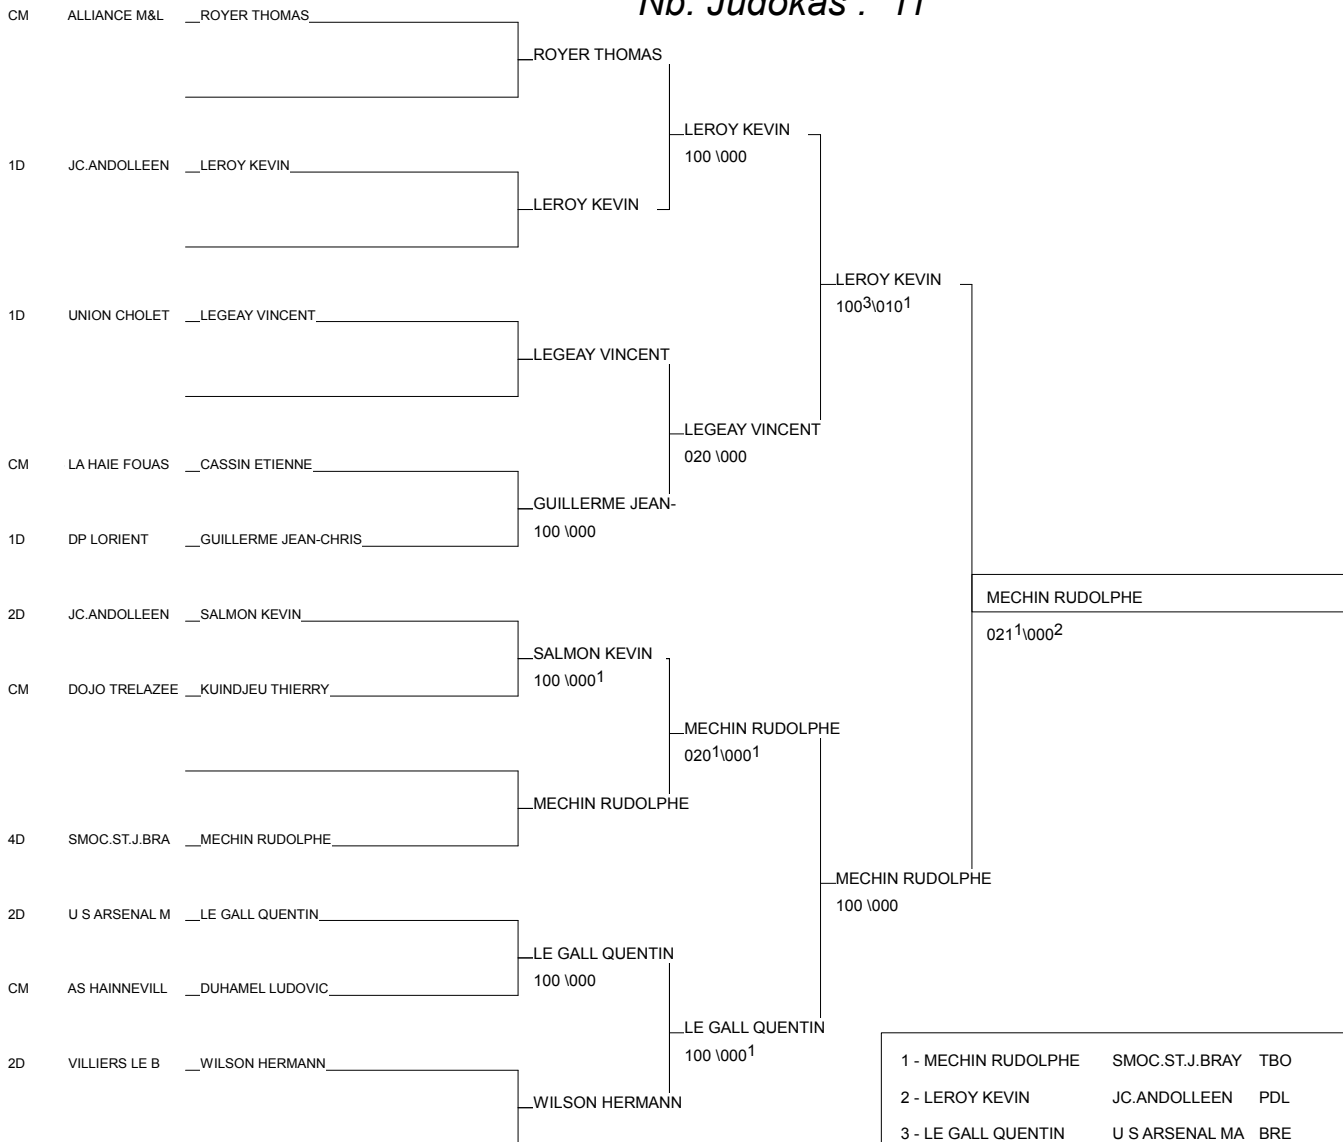 Nb. Judokas : 11
CM ALLIANCE M&L ROYER THOMAS
ROYER THOMAS
LEROY KEVIN
100 \000
1D JC.ANDOLLEEN LEROY KEVIN
LEROY KEVIN
LEROY KEVIN
100³\010¹
1D UNION CHOLET LEGEAY VINCENT
LEGEAY VINCENT
LEGEAY VINCENT
020 \000
CM LA HAIE FOUAS CASSIN ETIENNE
GUILLERME JEAN-
100 \000
1D DP LORIENT GUILLERME JEAN-CHRIS
MECHIN RUDOLPHE
021¹\000²
2D JC.ANDOLLEEN SALMON KEVIN
SALMON KEVIN
100 \000¹
CM DOJO TRELAZEE KUINDJEU THIERRY
MECHIN RUDOLPHE
020¹\000¹
MECHIN RUDOLPHE
4D SMOC.ST.J.BRA MECHIN RUDOLPHE
MECHIN RUDOLPHE
100 \000
2D U S ARSENAL M LE GALL QUENTIN
LE GALL QUENTIN
100 \000
CM AS HAINNEVILL DUHAMEL LUDOVIC
LE GALL QUENTIN
100 \000¹
2D VILLIERS LE B WILSON HERMANN
WILSON HERMANN
1 - MECHIN RUDOLPHE SMOC.ST.J.BRAY TBO
2 - LEROY KEVIN JC.ANDOLLEEN PDL
3 - LE GALL QUENTIN U S ARSENAL MA BRE